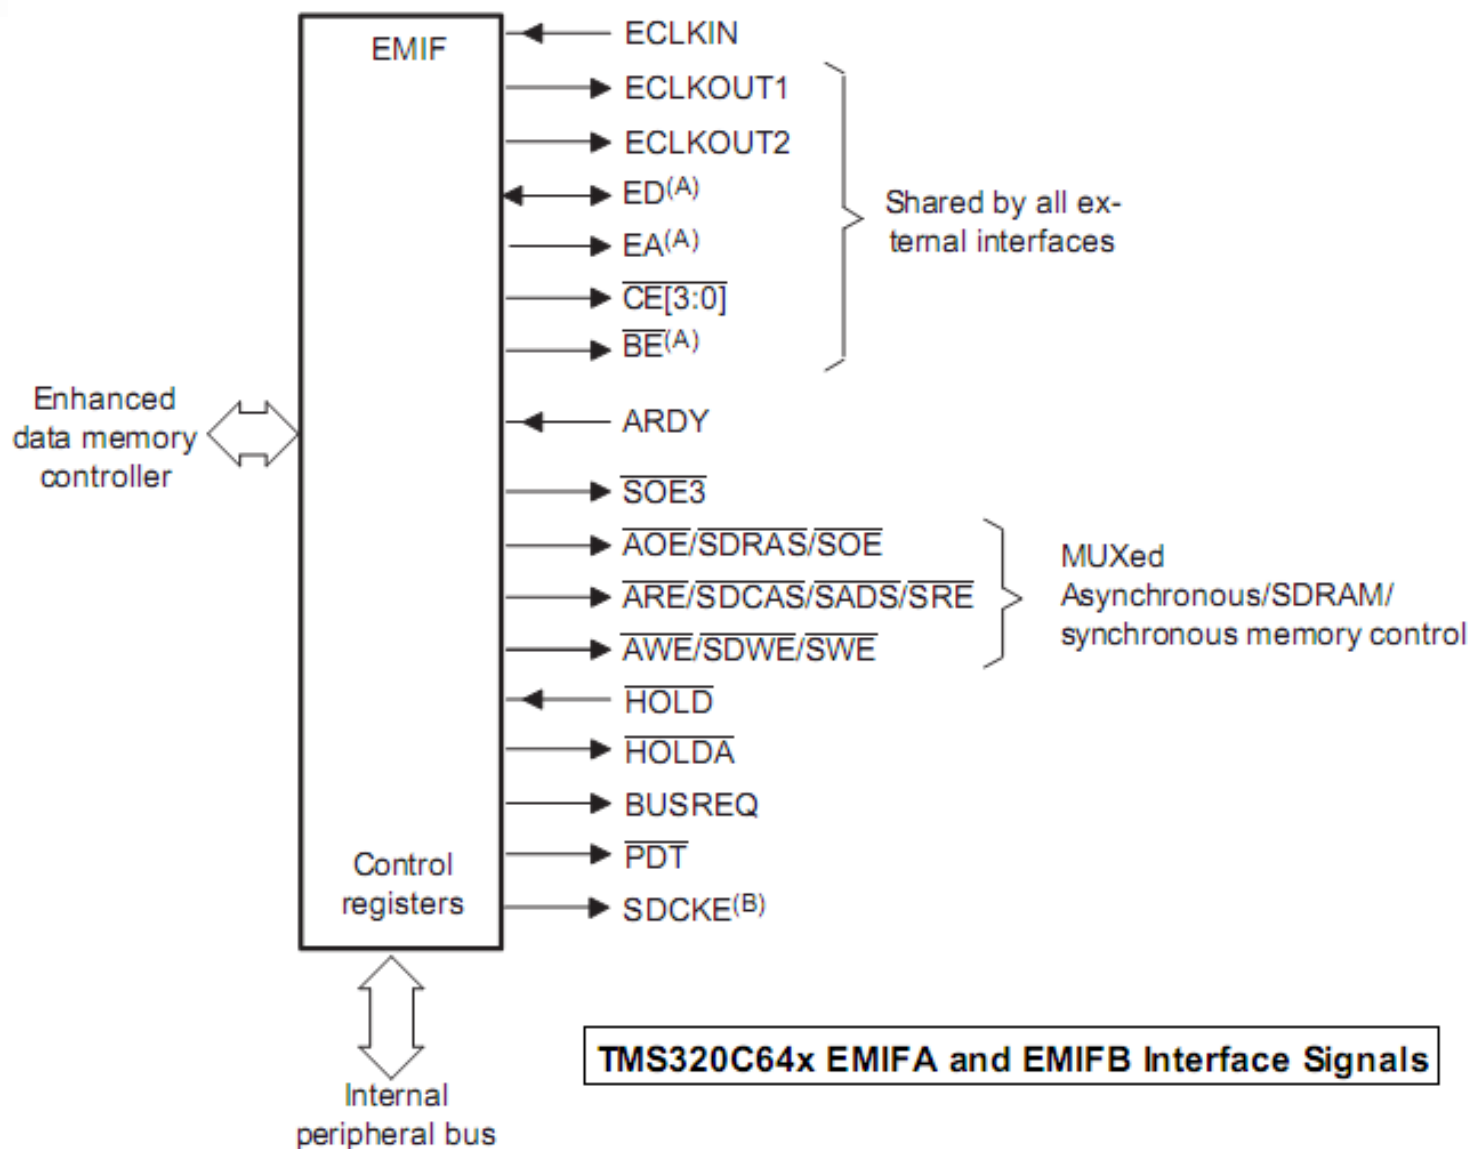 EMIF
ECLKIN
ECLKOUT1
ECLKOUT2
ED(A)
EA(A)
CE[3:0]
BE(A)
Shared by all ex-
ternal interfaces
Enhanced
data memory
controller
ARDY
SOE3
AOE/SDRAS/SOE
ARE/SDCAS/SADS/SRE
AWE/SDWE/SWE
MUXed
Asynchronous/SDRAM/
synchronous memory control
HOLD
HOLDA
BUSREQ
PDT
SDCKE(B)
Control
registers
Internal
peripheral bus
TMS320C64x EMIFA and EMIFB Interface Signals